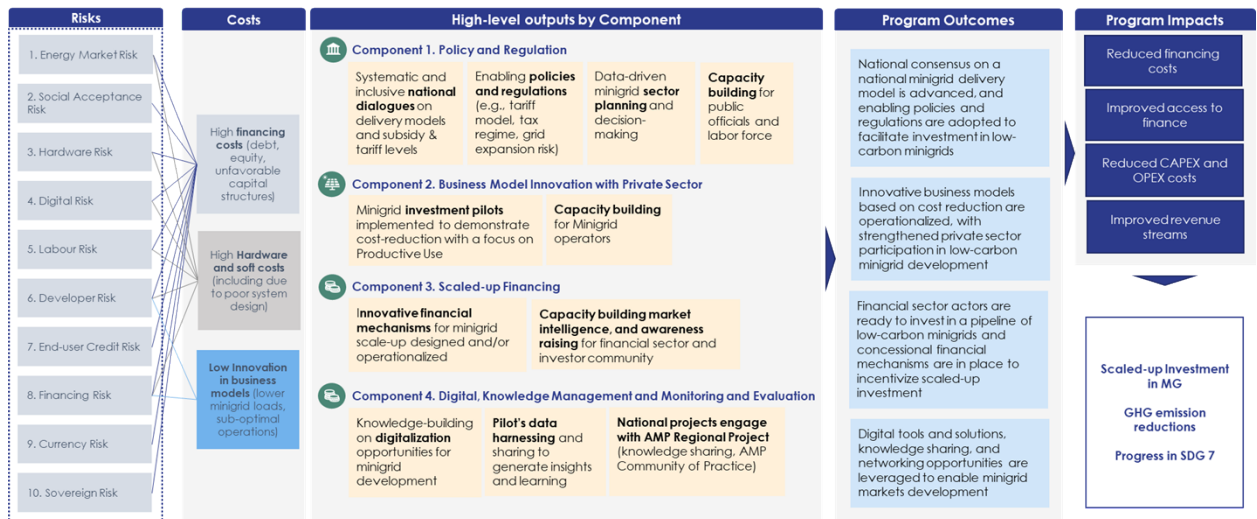 Risks
1. Energy Market Risk
2. Social Acceptance
Risk
3. Hardware Risk
4. Digital Risk
5. Labour Risk
6. Developer Risk
7. End-user Credit Risk
8. Financing Risk
9. Currency Risk
10. Sovereign Risk
Costs
High financing
costs (debt,
equity,
unfavorable
capital
structures)
High Hardware
and soft costs
(including due
to poor system
design)
Low Innovation
in business
models (lower
minigrid loads,
sub-optimal
operations)
High-level outputs by Component
Component 1. Policy and Regulation
Systematic and
inclusive national
dialogues on
delivery models
and subsidy &
tariff levels
Enabling policies
and regulations
(e.g., tariff
model, tax
regime, grid
expansion risk)
Data-driven
minigrid sector
planning and
decision-
making
Capacity
building for
public
officials and
labor force
Component 2. Business Model Innovation with Private Sector
Minigrid investment pilots
implemented to demonstrate
cost-reduction with a focus on
Productive Use
Capacity building
for Minigrid
operators
Component 3. Scaled-up Financing
Innovative financial
mechanisms for minigrid
scale-up designed and/or
operationalized
Capacity building market
intelligence, and awareness
raising for financial sector and
investor community
Component 4. Digital, Knowledge Management and Monitoring and Evaluation
Knowledge-building
on digitalization
opportunities for
minigrid
development
Pilot's data
harnessing and
sharing to
generate insights
and learning
National projects engage
with AMP Regional Project
(knowledge sharing, AMP
Community of Practice)
Program Outcomes
National consensus on a
national minigrid delivery
model is advanced, and
enabling policies and
regulations are adopted to
facilitate investment in low-
carbon minigrids
Innovative business models
based on cost reduction are
operationalized, with
strengthened private sector
participation in low-carbon
minigrid development
Financial sector actors are
ready to invest in a pipeline of
low-carbon minigrids and
concessional financial
mechanisms are in place to
incentivize scaled-up
investment
Digital tools and solutions,
knowledge sharing, and
networking opportunities are
leveraged to enable minigrid
markets development
Program Impacts
Reduced financing
costs
Improved access to
finance
Reduced CAPEX and
OPEX costs
Improved revenue
streams
Scaled-up Investment
in MG
GHG emission
reductions
Progress in SDG 7